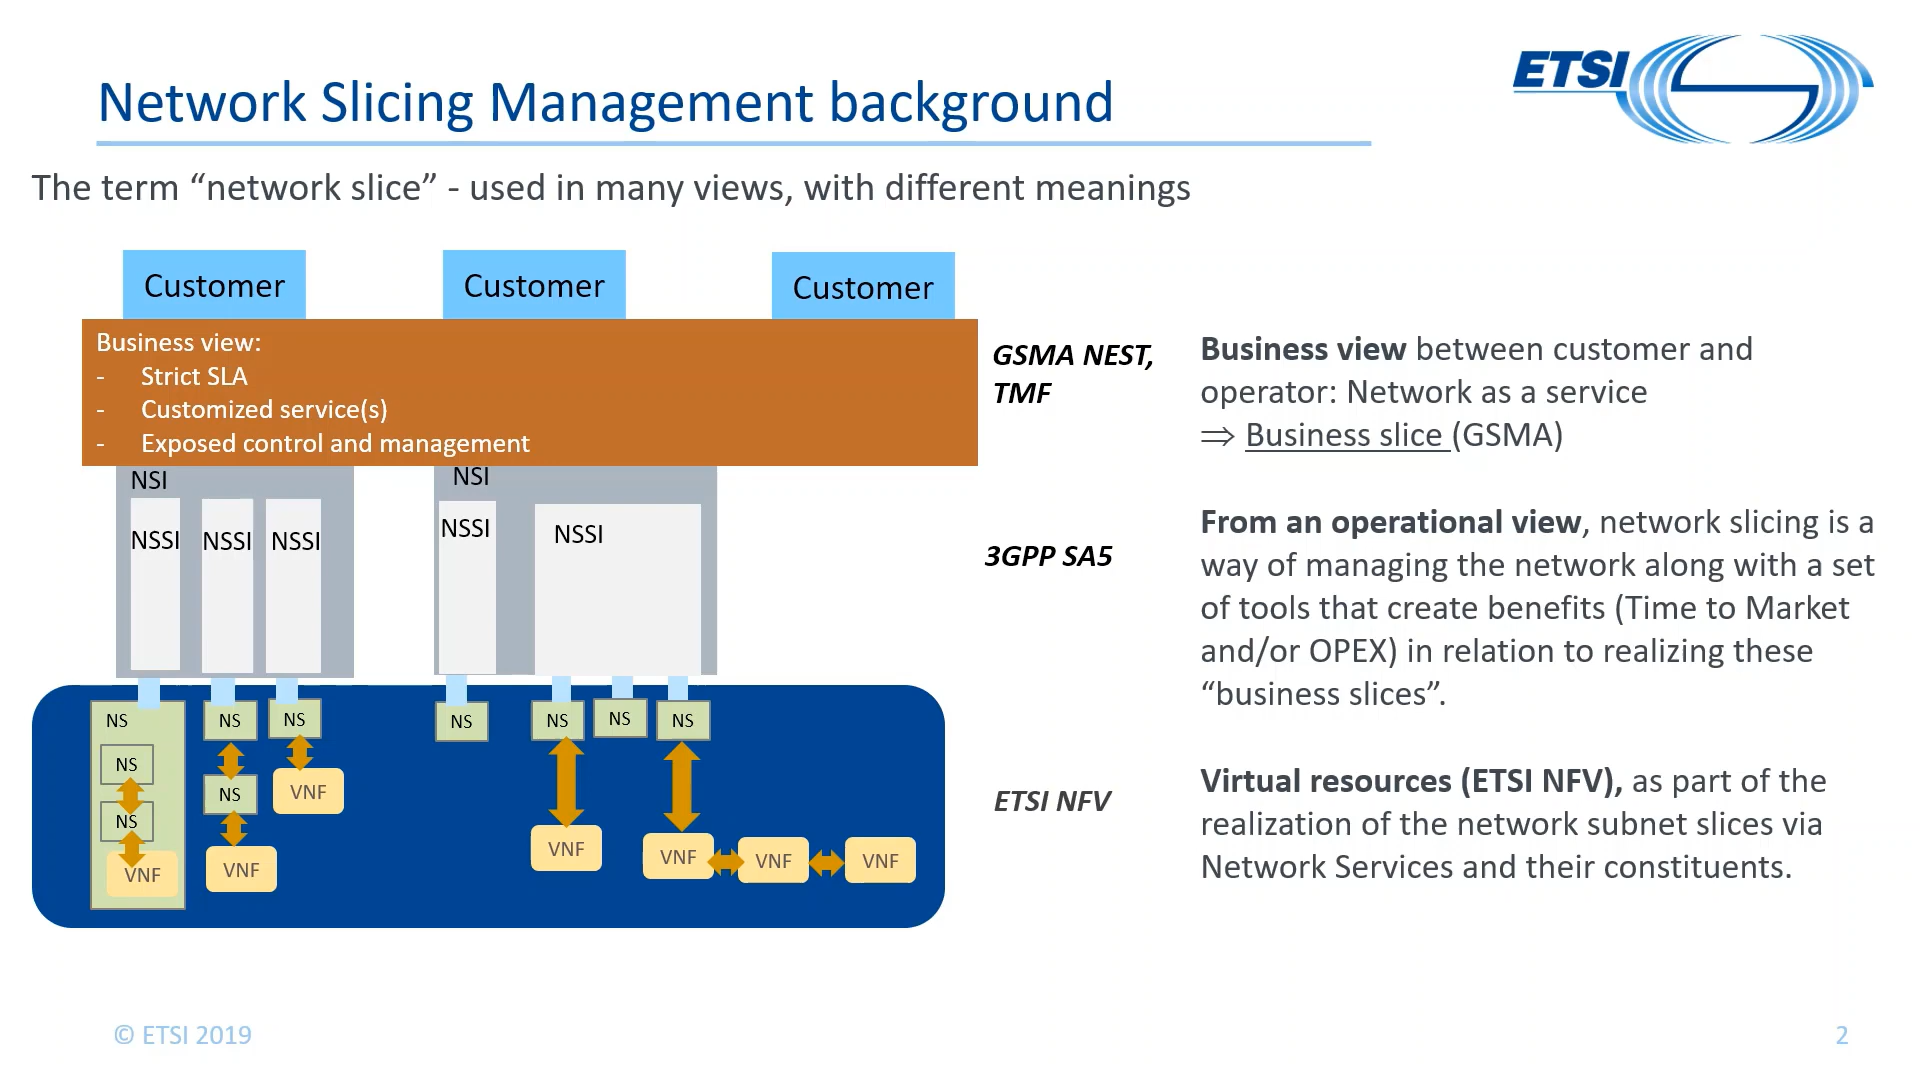 ETSI
Network Slicing Management background
The term “network slice” - used in many views, with different meanings
Customer
Customer
Customer
Business view:
- Strict SLA
- Customized service(s)
- Exposed control and management
GSMA NEST,
TMF
Business view between customer and
operator: Network as a service
⇒ Business slice (GSMA)
NSI
NSSI
NSSI
NSSI
NSI
NSSI
NSSI
3GPP SA5
From an operational view, network slicing is a
way of managing the network along with a set
of tools that create benefits (Time to Market
and/or OPEX) in relation to realizing these
“business slices”.
NS
NS
NS
NS
NS
NS
NS
NS
NS
VNF
NS
NS
VNF
VNF
VNF
VNF
VNF
VNF
ETSI NFV
Virtual resources (ETSI NFV), as part of the
realization of the network subnet slices via
Network Services and their constituents.
© ETSI 2019
2